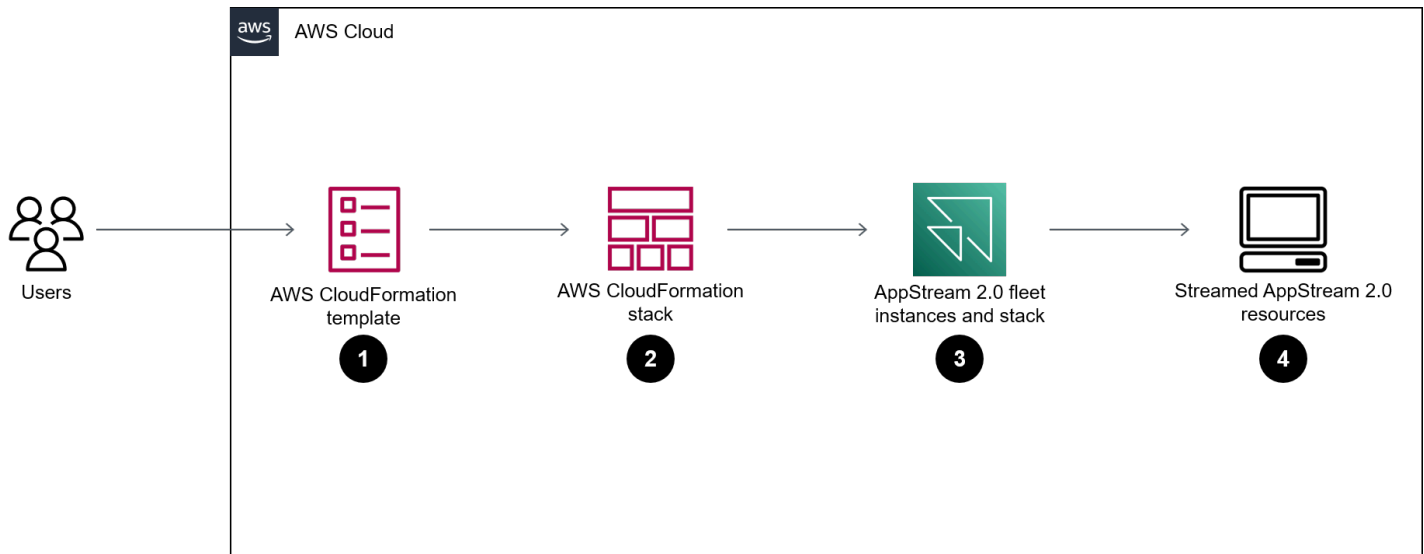 aws
AWS Cloud
Users
AWS CloudFormation
template
AWS CloudFormation
stack
AppStream 2.0 fleet
instances and stack
Streamed AppStream 2.0
resources
1
2
3
4